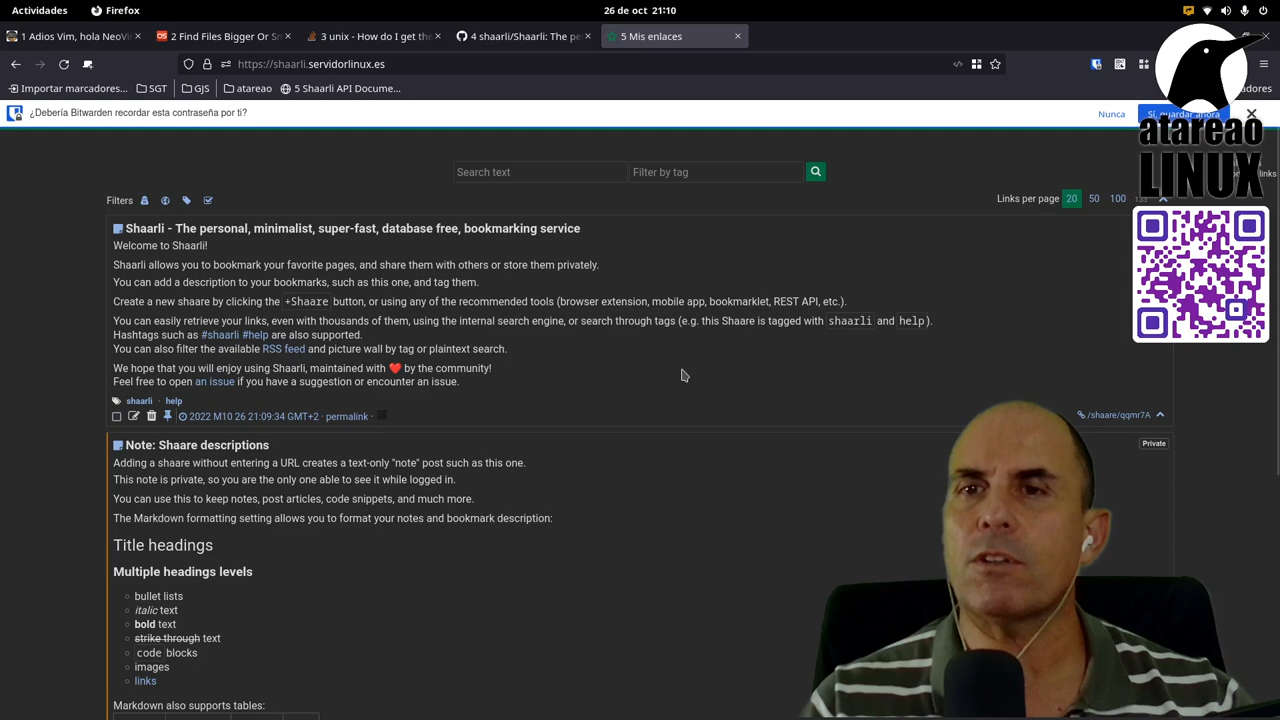 Actividades
Firefox
26 de oct 21:10
1 Adios Vim, hola NeoVi
2 Find Files Bigger Or Sm
3 unix - How do I get the
4 shaarli/Shaarli: The pe
5 Mis enlaces
https://shaarli.servidorlinux.es
Importar marcadores...
SGT
GJS
atareao
5 Shaarli API Docume...
¿Debería Bitwarden recordar esta contraseña por ti?
Nunca
Sí, guardar ahora
atareao
LINUX
links
Search text
Filter by tag
Filters
Links per page 20 50 100 133
Shaarli - The personal, minimalist, super-fast, database free, bookmarking service
Welcome to Shaarli!
Shaarli allows you to bookmark your favorite pages, and share them with others or store them privately.
You can add a description to your bookmarks, such as this one, and tag them.
Create a new shaare by clicking the +Shaare button, or using any of the recommended tools (browser extension, mobile app, bookmarklet, REST API, etc.).
You can easily retrieve your links, even with thousands of them, using the internal search engine, or search through tags (e.g. this Shaare is tagged with shaarli and help).
Hashtags such as #shaarli #help are also supported.
You can also filter the available RSS feed and picture wall by tag or plaintext search.
We hope that you will enjoy using Shaarli, maintained with ❤️ by the community!
Feel free to open an issue if you have a suggestion or encounter an issue.
shaarli · help
2022 M10 26 21:09:34 GMT+2 · permalink ·
/shaare/qqmr7A
Note: Shaare descriptions
Private
Adding a shaare without entering a URL creates a text-only "note" post such as this one.
This note is private, so you are the only one able to see it while logged in.
You can use this to keep notes, post articles, code snippets, and much more.
The Markdown formatting setting allows you to format your notes and bookmark description:
Title headings
Multiple headings levels
bullet lists
italic text
bold text
strike through text
code blocks
images
links
Markdown also supports tables: